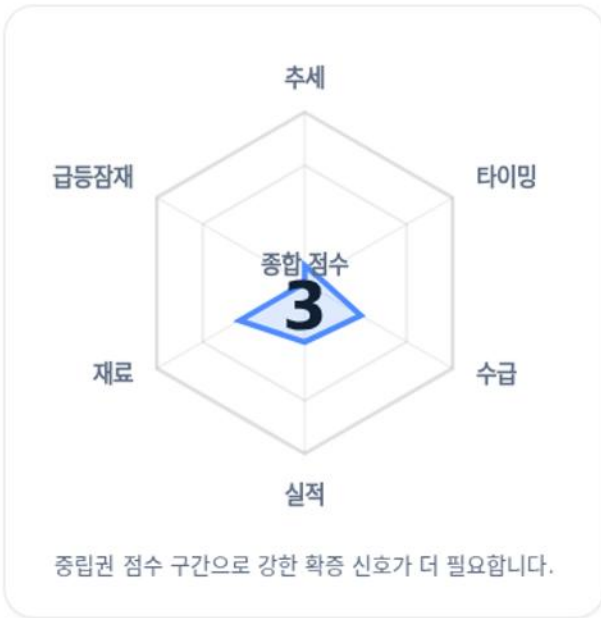 추세
급등잠재
타이밍
종합 점수
3
재료
수급
실적
중립권 점수 구간으로 강한 확증 신호가 더 필요합니다.